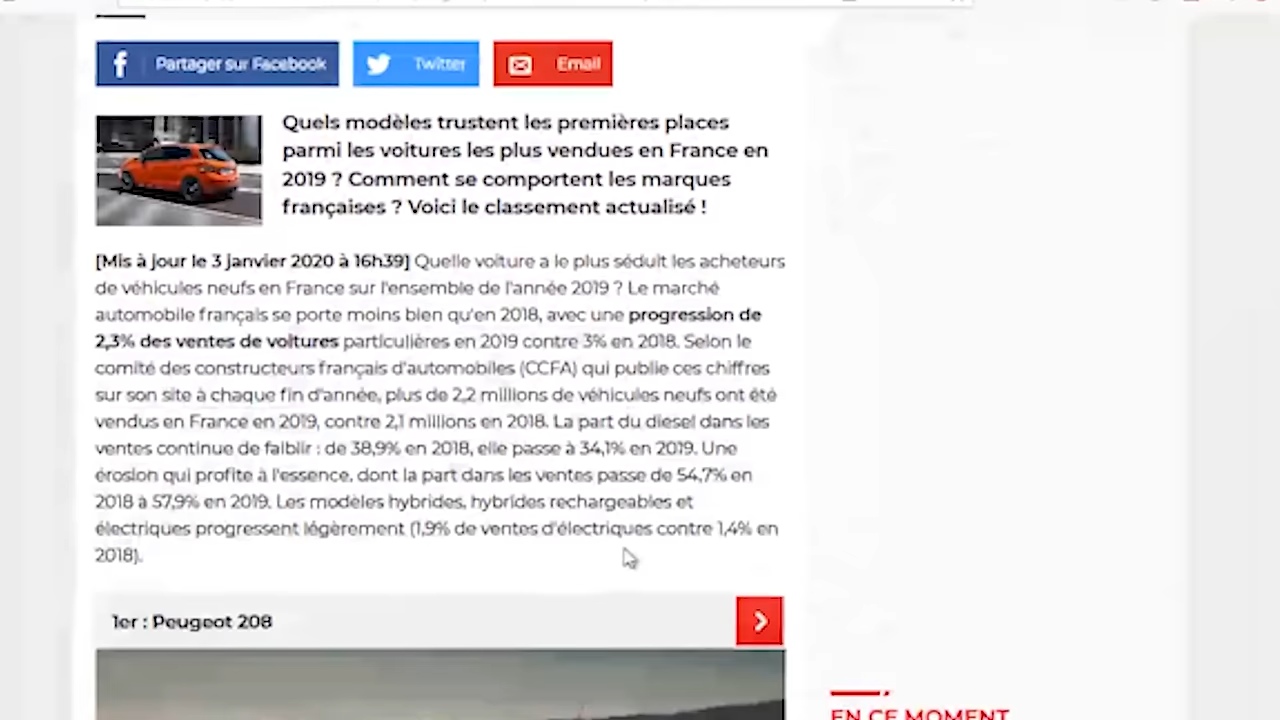 Partager sur Facebook
Twitter
Email
Quels modèles trustent les premières places
parmi les voitures les plus vendues en France en
2019 ? Comment se comportent les marques
françaises ? Voici le classement actualisé !
[Mis à jour le 3 janvier 2020 à 16h39] Quelle voiture a le plus séduit les acheteurs
de véhicules neufs en France sur l'ensemble de l'année 2019 ? Le marché
automobile français se porte moins bien qu'en 2018, avec une progression de
2,3% des ventes de voitures particulières en 2019 contre 3% en 2018. Selon le
comité des constructeurs français d'automobiles (CCFA) qui publie ces chiffres
sur son site à chaque fin d'année, plus de 2,2 millions de véhicules neufs ont été
vendus en France en 2019, contre 2,1 millions en 2018. La part du diesel dans les
ventes continue de faiblir : de 38,9% en 2018, elle passe à 34,1% en 2019. Une
érosion qui profite à l'essence, dont la part dans les ventes passe de 54,7% en
2018 à 57,9% en 2019. Les modèles hybrides, hybrides rechargeables et
électriques progressent légèrement (1,9% de ventes d'électriques contre 1,4% en
2018).
1er : Peugeot 208
EN CE MOMENT